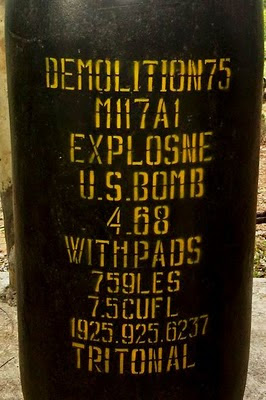 DEMOLITION75
M117A1
EXPLOSNE
U.S.BOMB
4.68
WITHPADS
759LES
7.5CUFL
1925.925.6237
TRITONAL